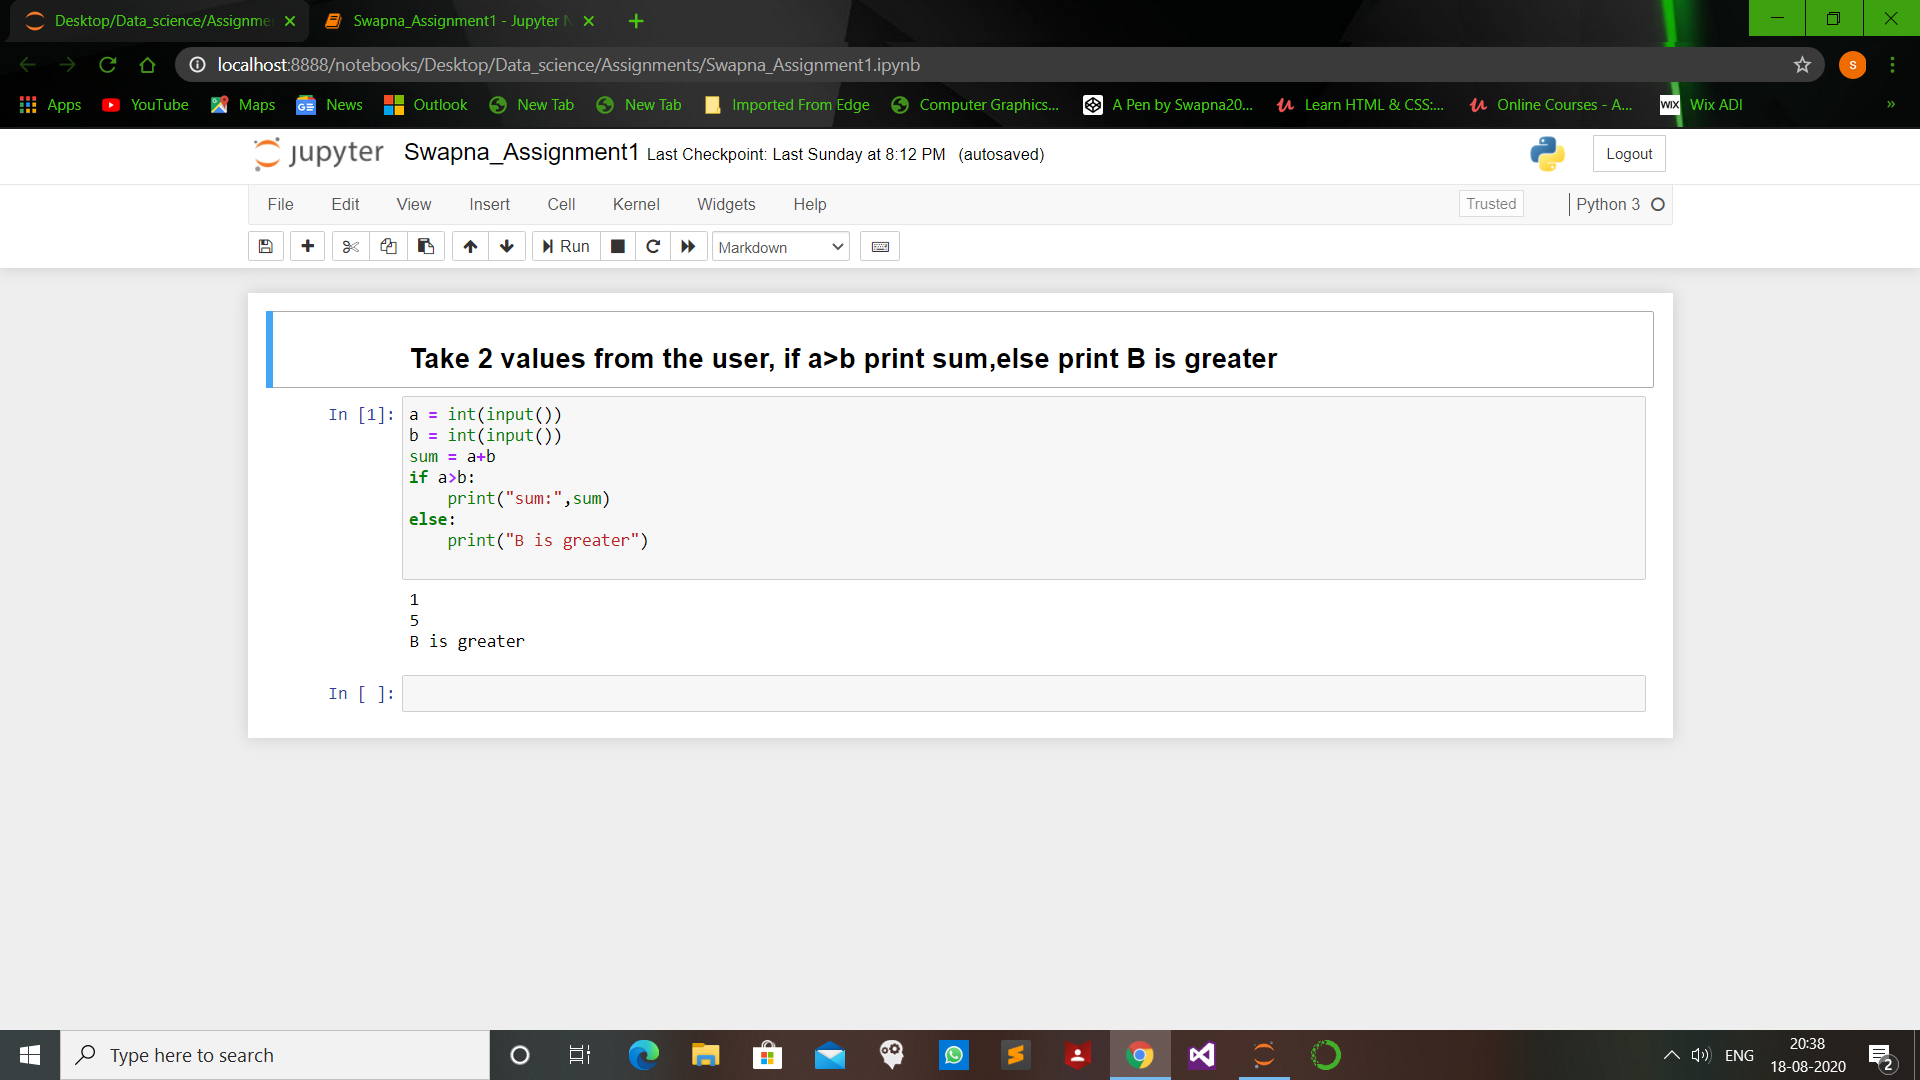 Desktop/Data_science/Assignme
Swapna_Assignment1 - Jupyter N
localhost:8888/notebooks/Desktop/Data_science/Assignments/Swapna_Assignment1.ipynb
s
Apps YouTube Maps News Outlook New Tab New Tab Imported From Edge Computer Graphics... A Pen by Swapna20... Learn HTML & CSS:... Online Courses - A... WIX Wix ADI »
jupyter Swapna_Assignment1 Last Checkpoint: Last Sunday at 8:12 PM (autosaved) Logout
File Edit View Insert Cell Kernel Widgets Help Trusted Python 3
Run Markdown
Take 2 values from the user, if a>b print sum,else print B is greater
In [1]: a = int(input())
b = int(input())
sum = a+b
if a>b:
    print("sum:",sum)
else:
    print("B is greater")
1
5
B is greater
In [ ]:
Type here to search
ENG
20:38
18-08-2020
2